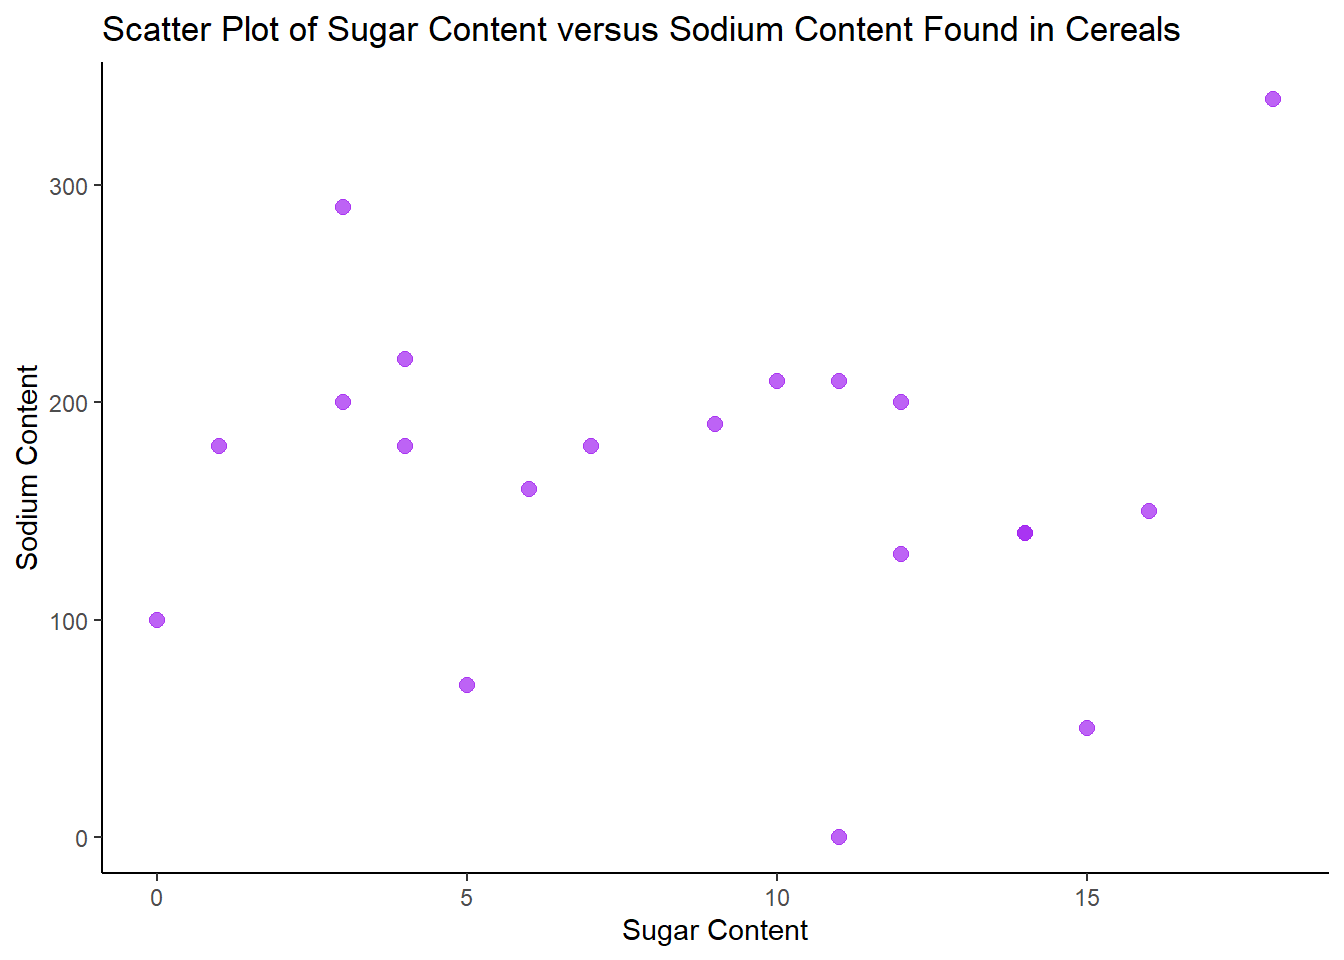 Scatter Plot of Sugar Content versus Sodium Content Found in Cereals
Sodium Content
300
200
100
0
0 5 10 15
Sugar Content